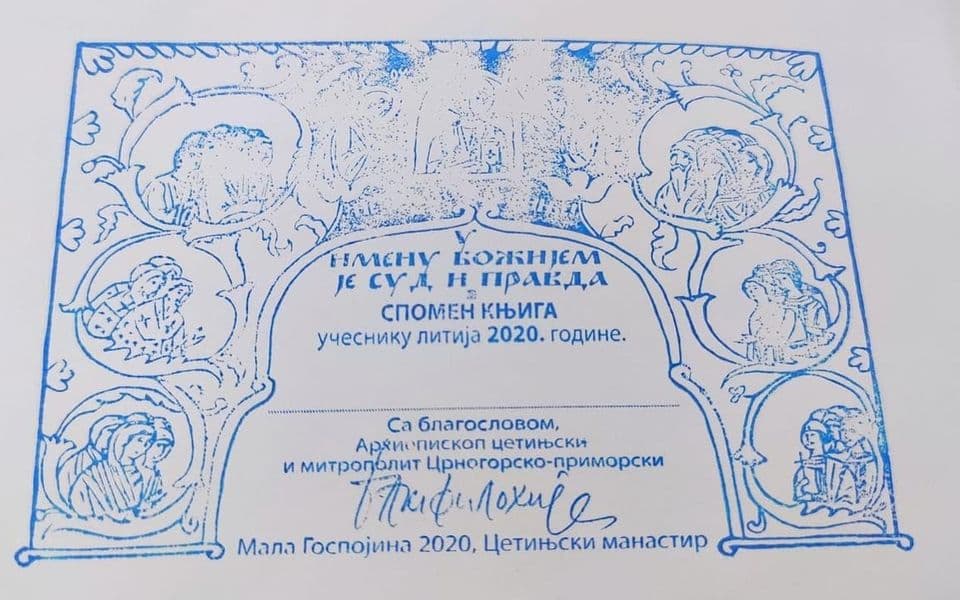 У
ИМЕНУ БОЖИЈЕМ
ЈЕ СУД И ПРАВДА
СПОМЕН КЊИГА
учеснику литија 2020. године.
Са благословом,
Архиепископ цетињски
и митрополит Црногорско-приморски
Амфилохије
Мала Госпојина 2020, Цетињски манастир